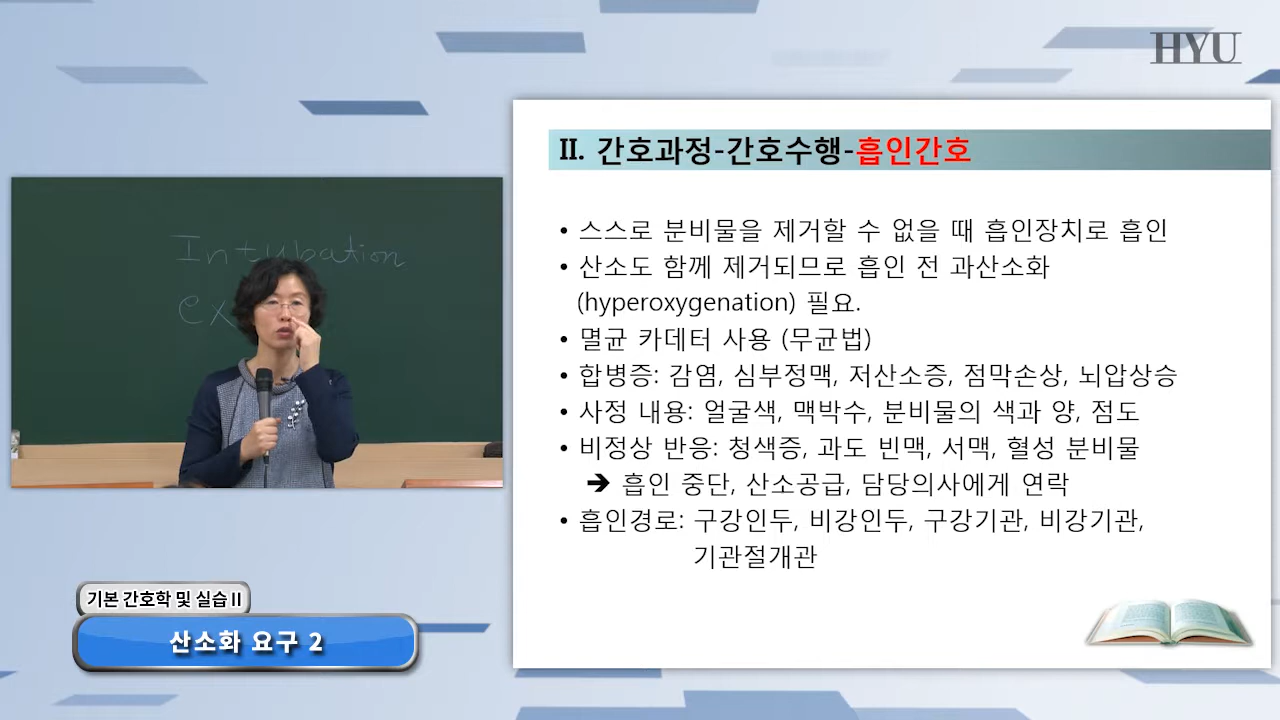 HYU
Intubation
ex
II. 간호과정-간호수행-흡인간호
• 스스로 분비물을 제거할 수 없을 때 흡인장치로 흡인
• 산소도 함께 제거되므로 흡인 전 과산소화
(hyperoxygenation) 필요.
• 멸균 카데터 사용 (무균법)
• 합병증: 감염, 심부정맥, 저산소증, 점막손상, 뇌압상승
• 사정 내용: 얼굴색, 맥박수, 분비물의 색과 양, 점도
• 비정상 반응: 청색증, 과도 빈맥, 서맥, 혈성 분비물
➔ 흡인 중단, 산소공급, 담당의사에게 연락
• 흡인경로: 구강인두, 비강인두, 구강기관, 비강기관,
기관절개관
기본 간호학 및 실습 II
산소화 요구 2